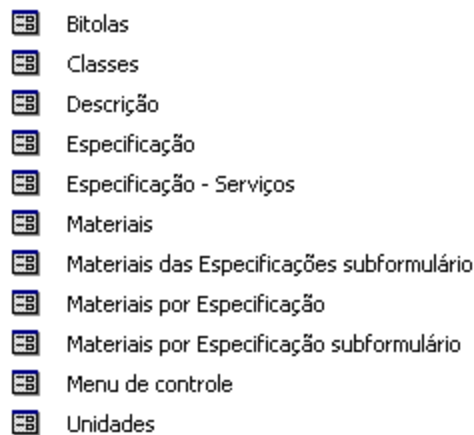 Bitolas
Classes
Descrição
Especificação
Especificação - Serviços
Materiais
Materiais das Especificações subformulário
Materiais por Especificação
Materiais por Especificação subformulário
Menu de controle
Unidades